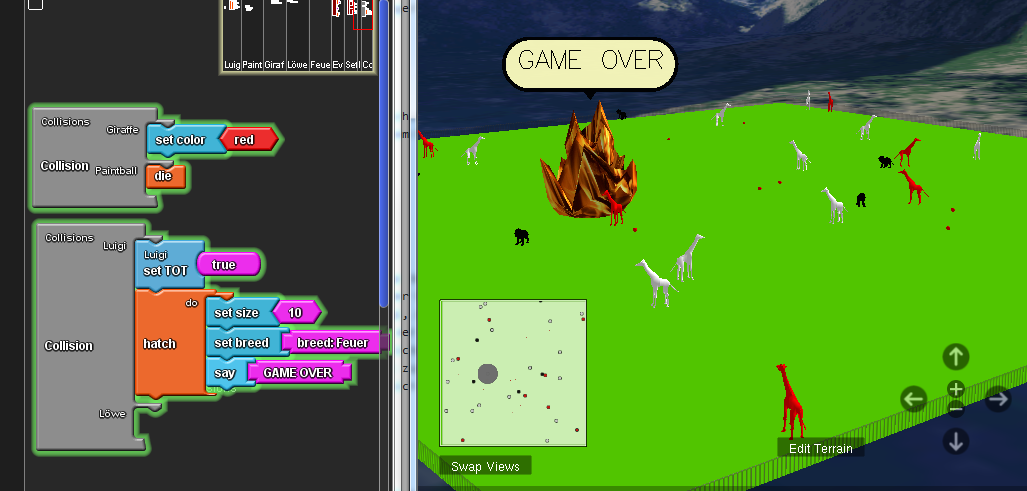 Luig Paint Giraf Löwe Feue Ev Setl Co
Collisions
Giraffe
set color red
Collision
Paintball
die
Collisions
Luigi
Luigi
set TOT true
do
set size 10
Collision
hatch
set breed breed: Feuer
say GAME OVER
Löwe
e
h
m
r
,
e
c
z
c
GAME OVER
Swap Views
Edit Terrain